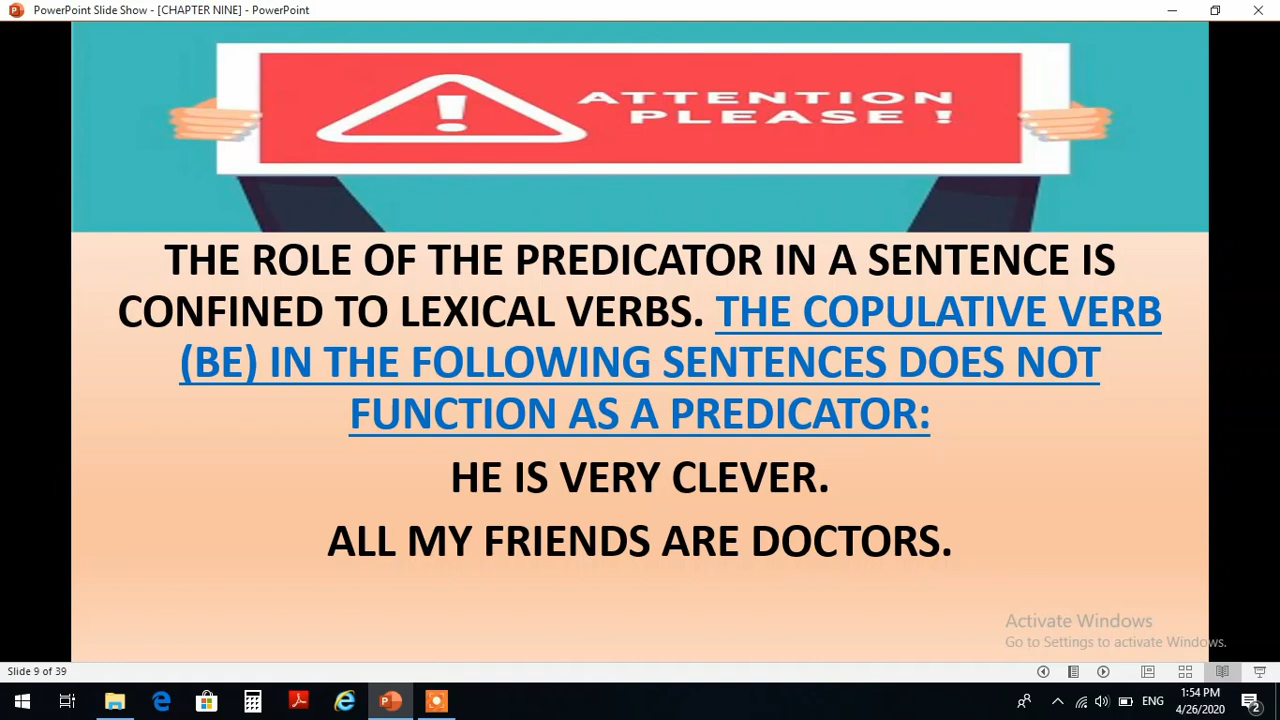 PowerPoint Slide Show - [CHAPTER NINE] - PowerPoint
ATTENTION
PLEASE !
THE ROLE OF THE PREDICATOR IN A SENTENCE IS
CONFINED TO LEXICAL VERBS. THE COPULATIVE VERB
(BE) IN THE FOLLOWING SENTENCES DOES NOT
FUNCTION AS A PREDICATOR:
HE IS VERY CLEVER.
ALL MY FRIENDS ARE DOCTORS.
Activate Windows
Go to Settings to activate Windows.
Slide 9 of 39
ENG
1:54 PM
4/26/2020
2